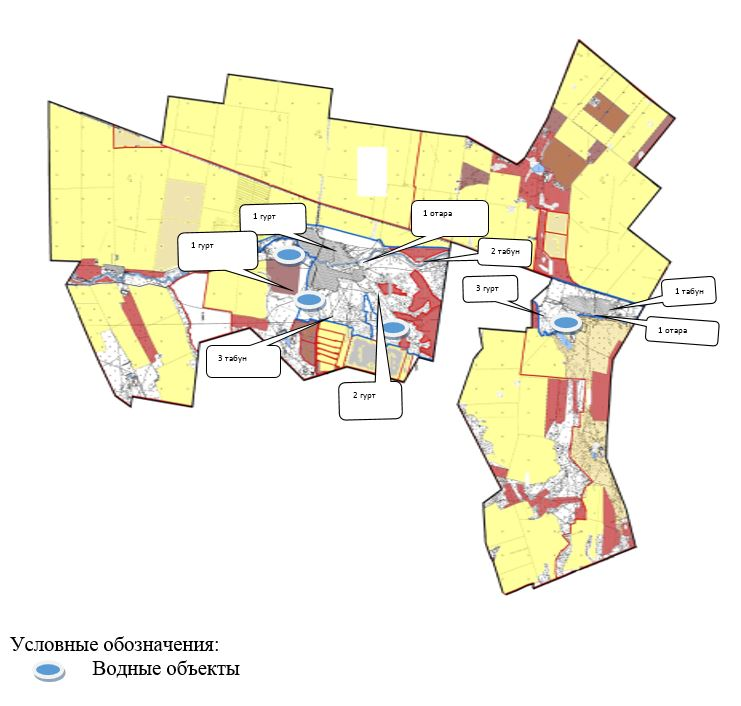 1 гурт
1 отара
1 гурт
2 табун
3 гурт
1 табун
1 отара
3 табун
2 гурт
Условные обозначения:
Водные объекты